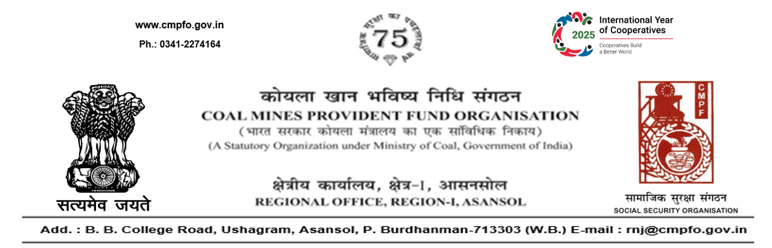 www.cmpfo.gov.in
Ph.: 0341-2274164
75
2025
International Year
of Cooperatives
Cooperatives Build
a Better World
कोयला खान भविष्य निधि संगठन
COAL MINES PROVIDENT FUND ORGANISATION
(भारत सरकार कोयला मंत्रालय का एक सांविधिक निकाय)
(A Statutory Organization under Ministry of Coal, Government of India)
CMPF
सत्यमेव जयते
क्षेत्रीय कार्यालय, क्षेत्र-I, आसनसोल
REGIONAL OFFICE, REGION-I, ASANSOL
सामाजिक सुरक्षा संगठन
SOCIAL SECURITY ORGANISATION
Add. : B. B. College Road, Ushagram, Asansol, P. Burdhanman-713303 (W.B.) E-mail : rnj@cmpfo.gov.in